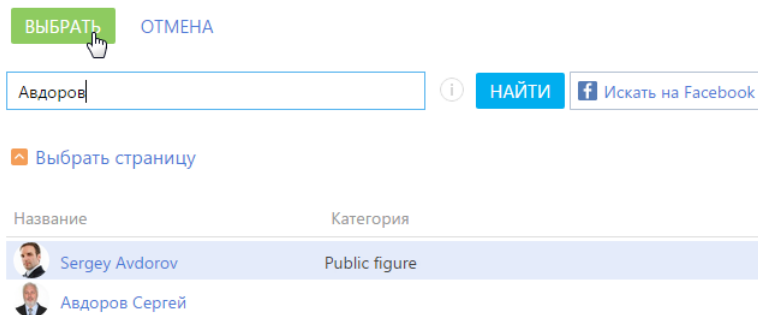 ВЫБРАТЬ ОТМЕНА
Авдоров НАЙТИ Искать на Facebook
Выбрать страницу
Название Категория
Sergey Avdorov Public figure
Авдоров Сергей